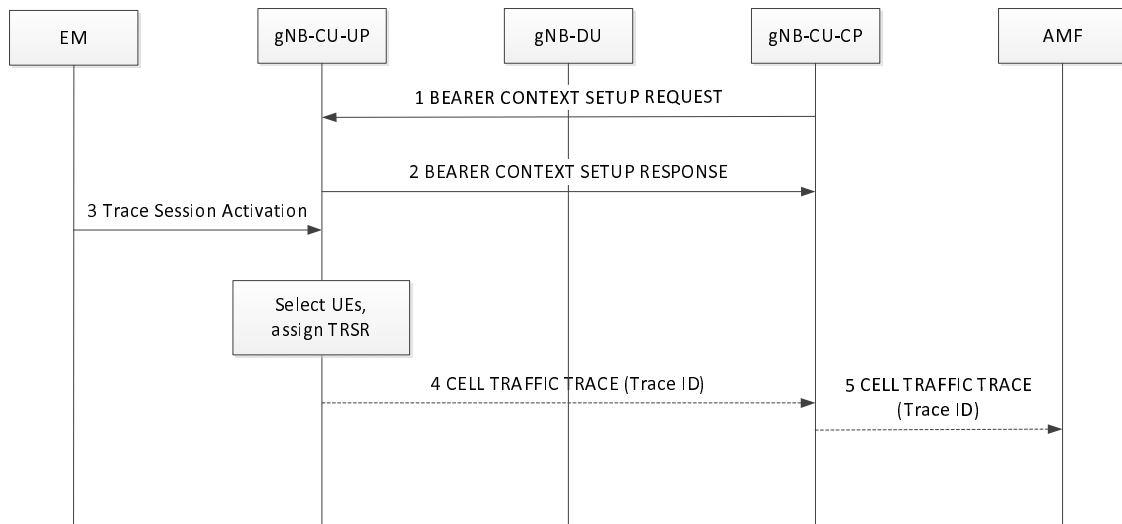 EM
gNB-CU-UP
gNB-DU
gNB-CU-CP
AMF
1 BEARER CONTEXT SETUP REQUEST
2 BEARER CONTEXT SETUP RESPONSE
3 Trace Session Activation
Select UEs,
assign TRSR
4 CELL TRAFFIC TRACE (Trace ID)
5 CELL TRAFFIC TRACE
(Trace ID)